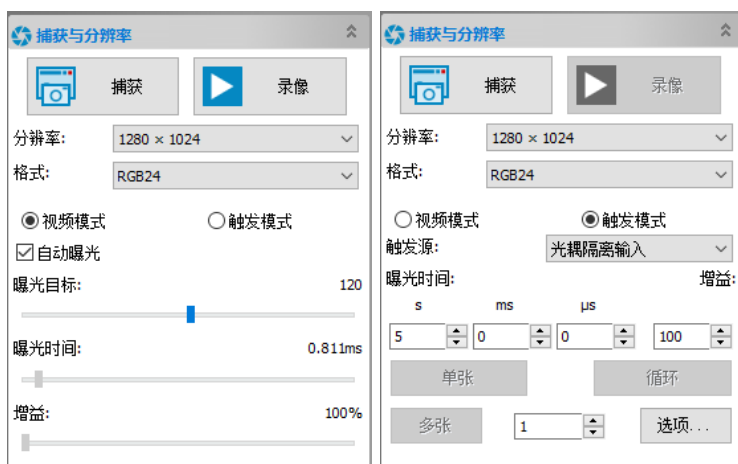 捕获与分辨率
捕获 录像
分辨率: 1280 × 1024
格式: RGB24
视频模式 触发模式
自动曝光
曝光目标: 120
曝光时间: 0.811ms
增益: 100%
捕获与分辨率
捕获 录像
分辨率: 1280 × 1024
格式: RGB24
视频模式 触发模式
触发源: 光耦隔离输入
曝光时间: 增益:
s ms µs
5 0 0 100
单张 循环
多张 1 选项...